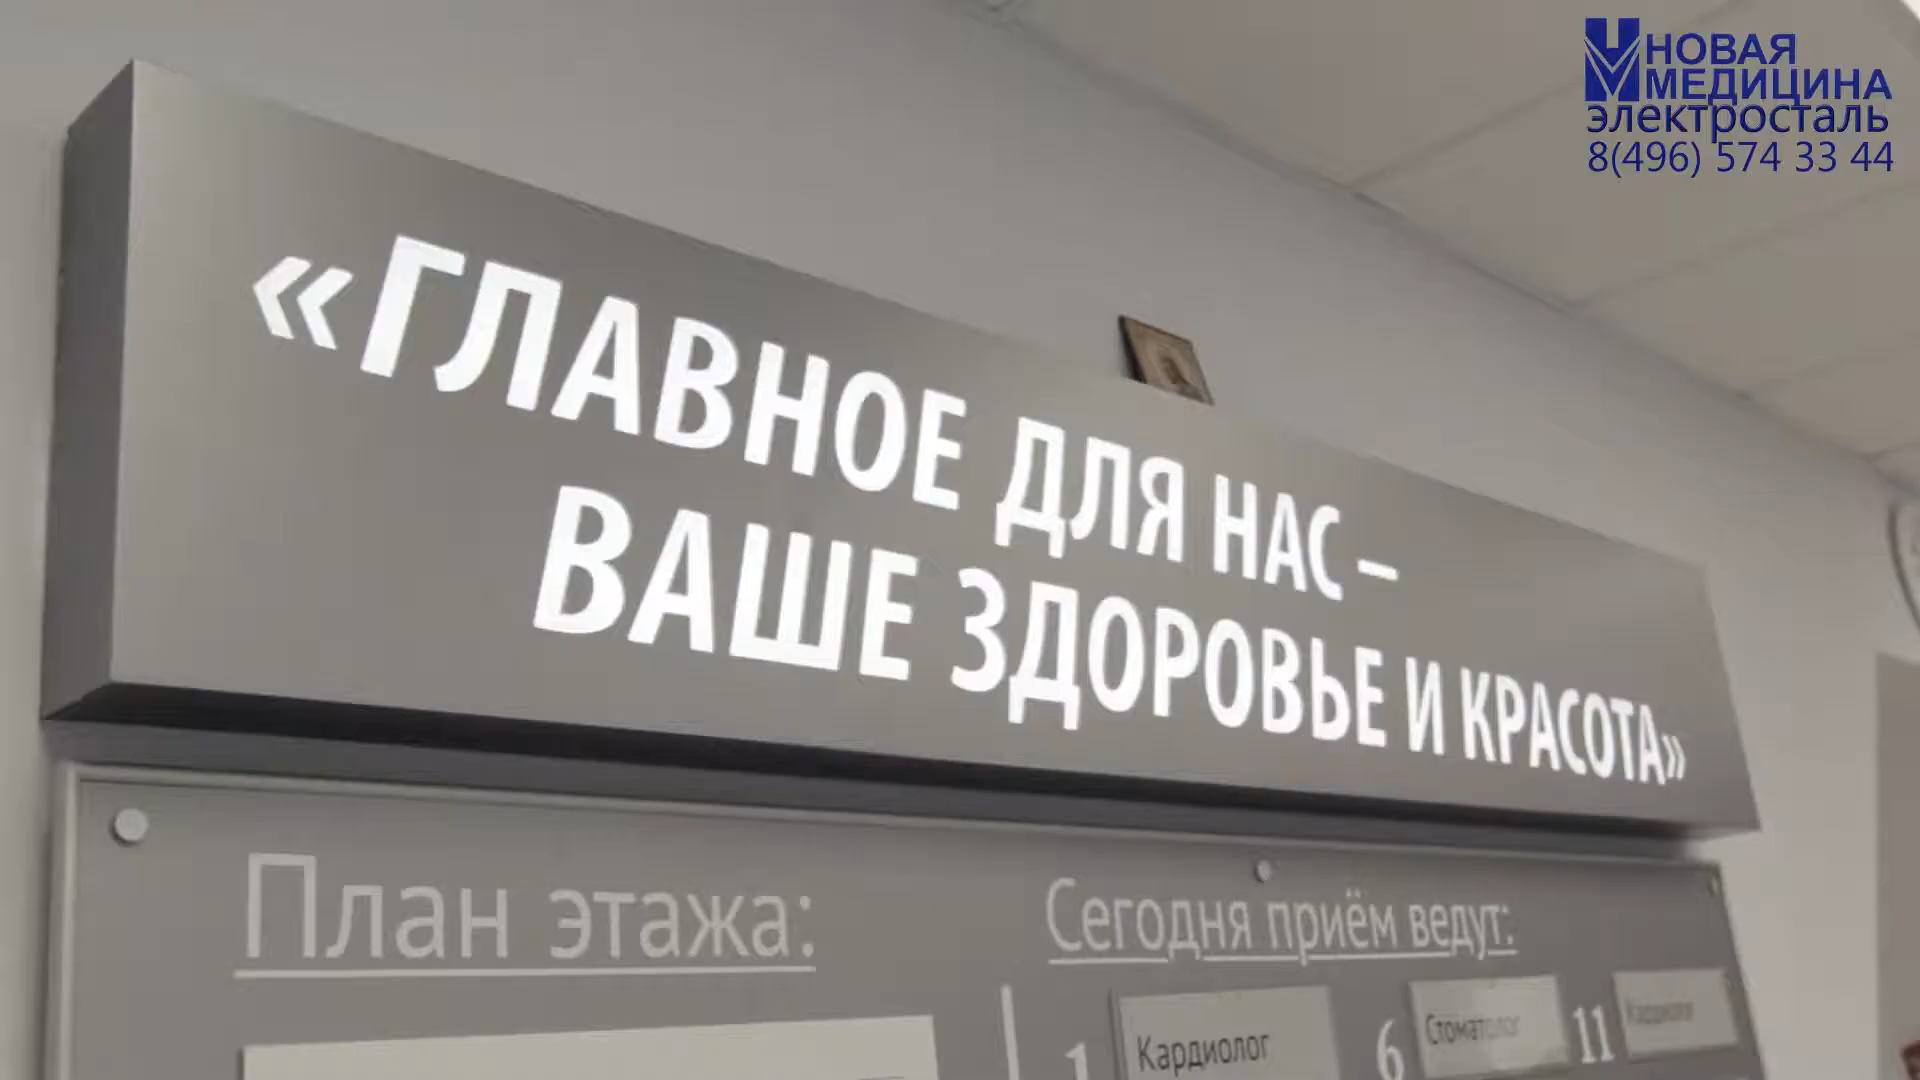 НОВАЯ
МЕДИЦИНА
электросталь
8(496) 574 33 44
«ГЛАВНОЕ ДЛЯ НАС –
ВАШЕ ЗДОРОВЬЕ И КРАСОТА»
План этажа:
Сегодня приём ведут:
1 Кардиолог
6 Стоматолог
11 Кардиолог